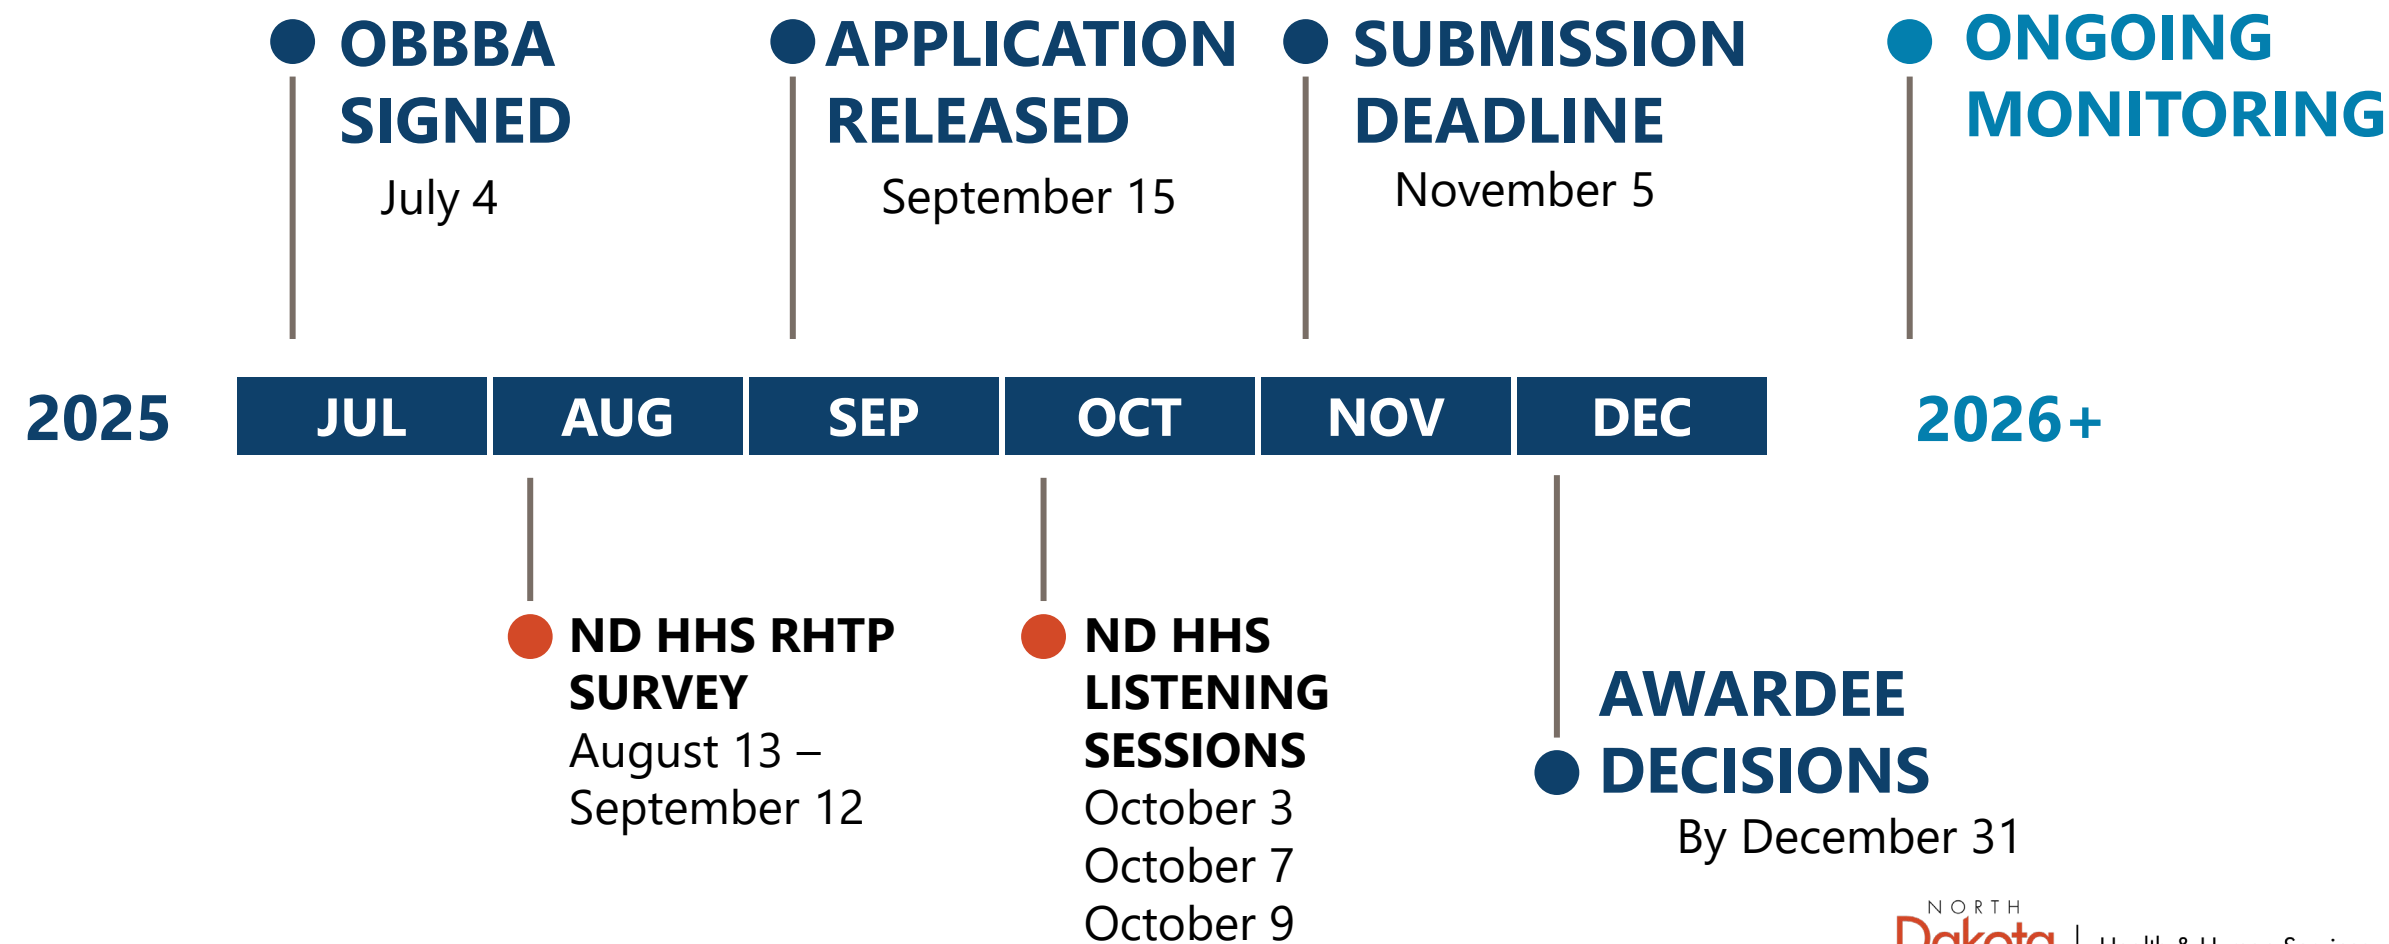 OBBBA
SIGNED
July 4
APPLICATION
RELEASED
September 15
SUBMISSION
DEADLINE
November 5
ONGOING
MONITORING
2025
JUL
AUG
SEP
OCT
NOV
DEC
2026+
ND HHS RHTP
SURVEY
August 13 –
September 12
ND HHS
LISTENING
SESSIONS
October 3
October 7
October 9
AWARDEE
DECISIONS
By December 31
NORTH
Dakota